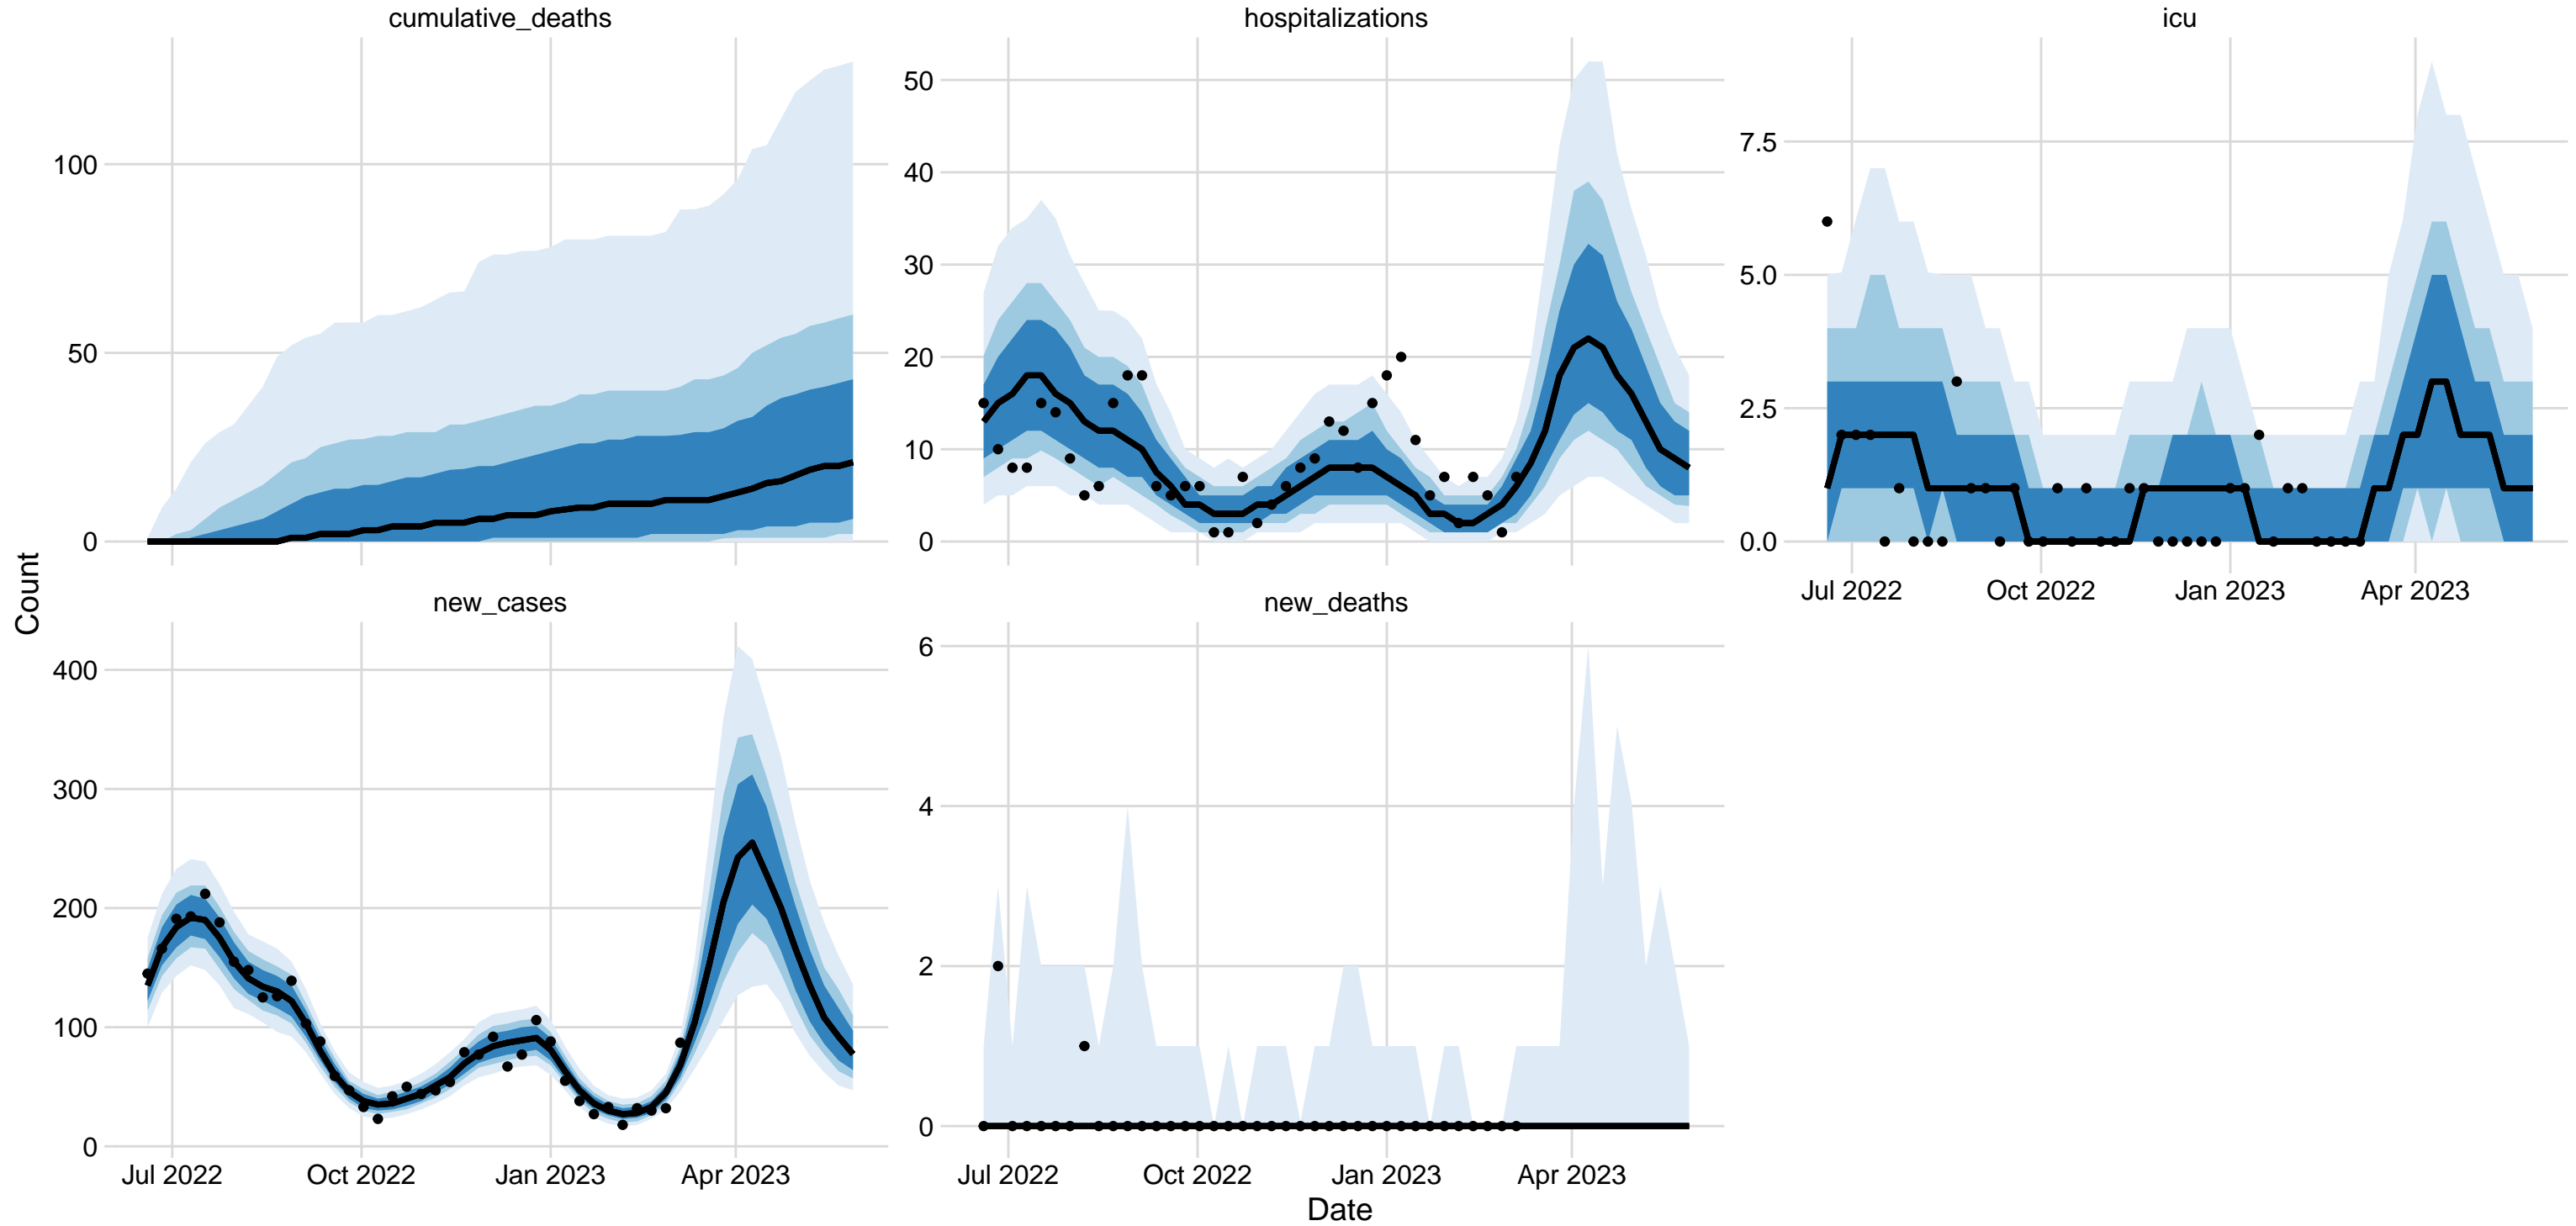 cumulative_deaths
100
50
0
hospitalizations
50
40
30
20
10
0
icu
7.5
5.0
2.5
0.0
Jul 2022 Oct 2022 Jan 2023 Apr 2023
Count
new_cases
400
300
200
100
0
Jul 2022 Oct 2022 Jan 2023 Apr 2023
new_deaths
6
4
2
0
Jul 2022 Oct 2022 Jan 2023 Apr 2023
Date